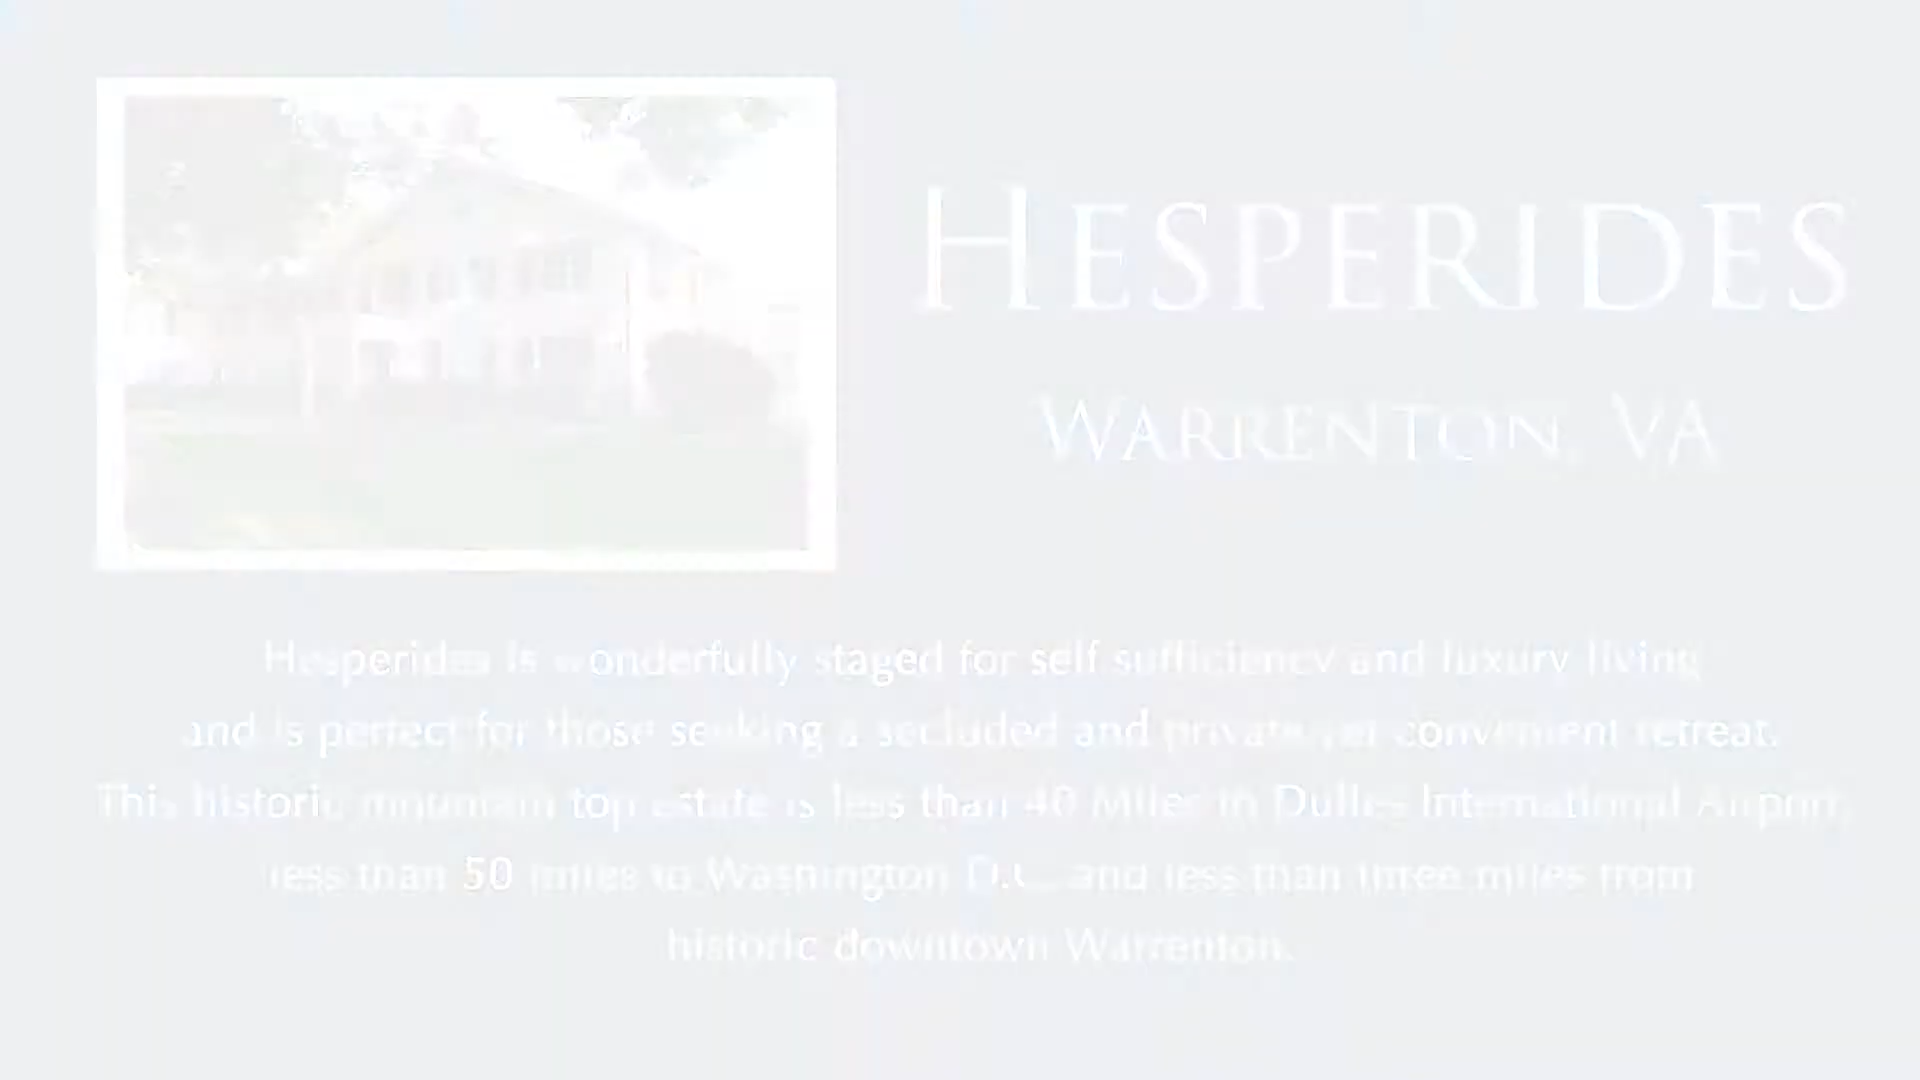 HESPERIDES
WARRENTON, VA
Hesperides is wonderfully staged for self sufficiency and luxury living
and is perfect for those seeking a secluded and private yet convenient retreat.
This historic mountain top estate is less than 40 Miles to Dulles International Airport,
less than 50 miles to Washington D.C. and less than three miles from
historic downtown Warrenton.